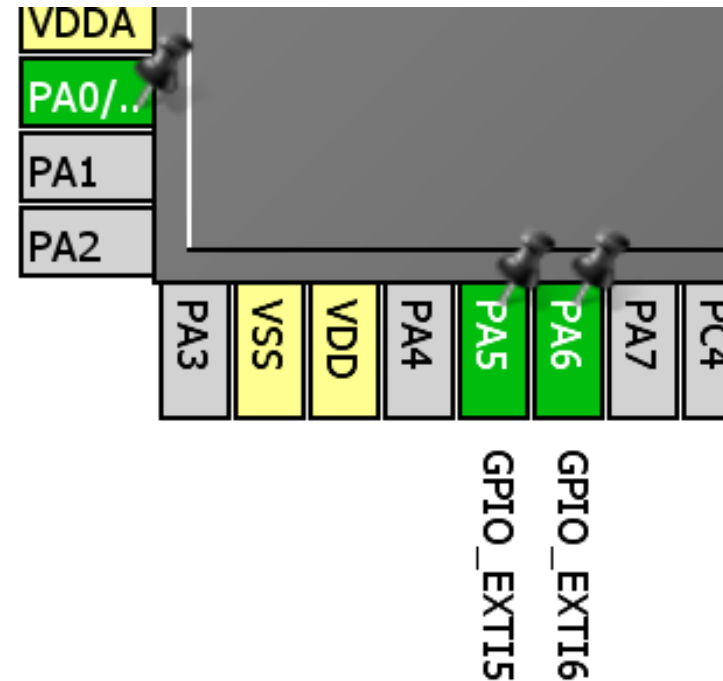 VDDA
PA0/..
PA1
PA2
PA3
VSS
VDD
PA4
PA5
PA6
PA7
PC4
GPIO_EXTI5
GPIO_EXTI6